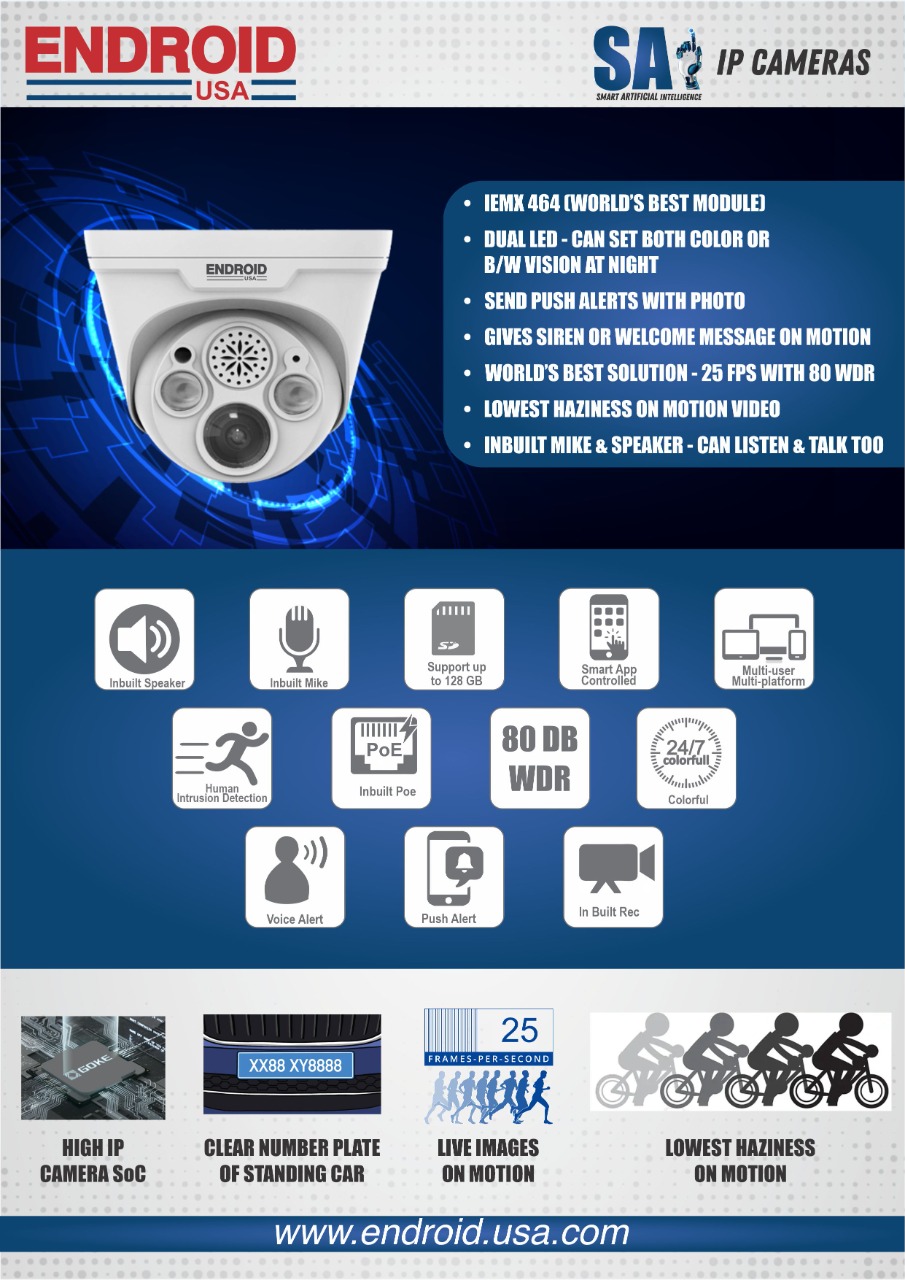 ENDROID
USA
SA
SMART ARTIFICIAL INTELLIGENCE
IP CAMERAS
ENDROID
USA
• IEMX 464 (WORLD'S BEST MODULE)
• DUAL LED - CAN SET BOTH COLOR OR
B/W VISION AT NIGHT
• SEND PUSH ALERTS WITH PHOTO
• GIVES SIREN OR WELCOME MESSAGE ON MOTION
• WORLD'S BEST SOLUTION - 25 FPS WITH 80 WDR
• LOWEST HAZINESS ON MOTION VIDEO
• INBUILT MIKE & SPEAKER - CAN LISTEN & TALK TOO
Inbuilt Speaker
Inbuilt Mike
SD
Support up
to 128 GB
Smart App
Controlled
Multi-user
Multi-platform
Human
Intrusion Detection
PoE
Inbuilt Poe
80 DB
WDR
24/7
colorfull
Colorful
Voice Alert
Push Alert
In Built Rec
GOKE
HIGH IP
CAMERA SoC
XX88 XY8888
CLEAR NUMBER PLATE
OF STANDING CAR
25
FRAMES-PER-SECOND
LIVE IMAGES
ON MOTION
LOWEST HAZINESS
ON MOTION
www.endroid.usa.com